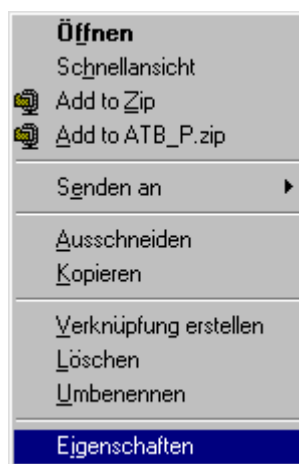 Öffnen
Schnellansicht
Add to Zip
Add to ATB_P.zip
Senden an
Ausschneiden
Kopieren
Verknüpfung erstellen
Löschen
Umbenennen
Eigenschaften